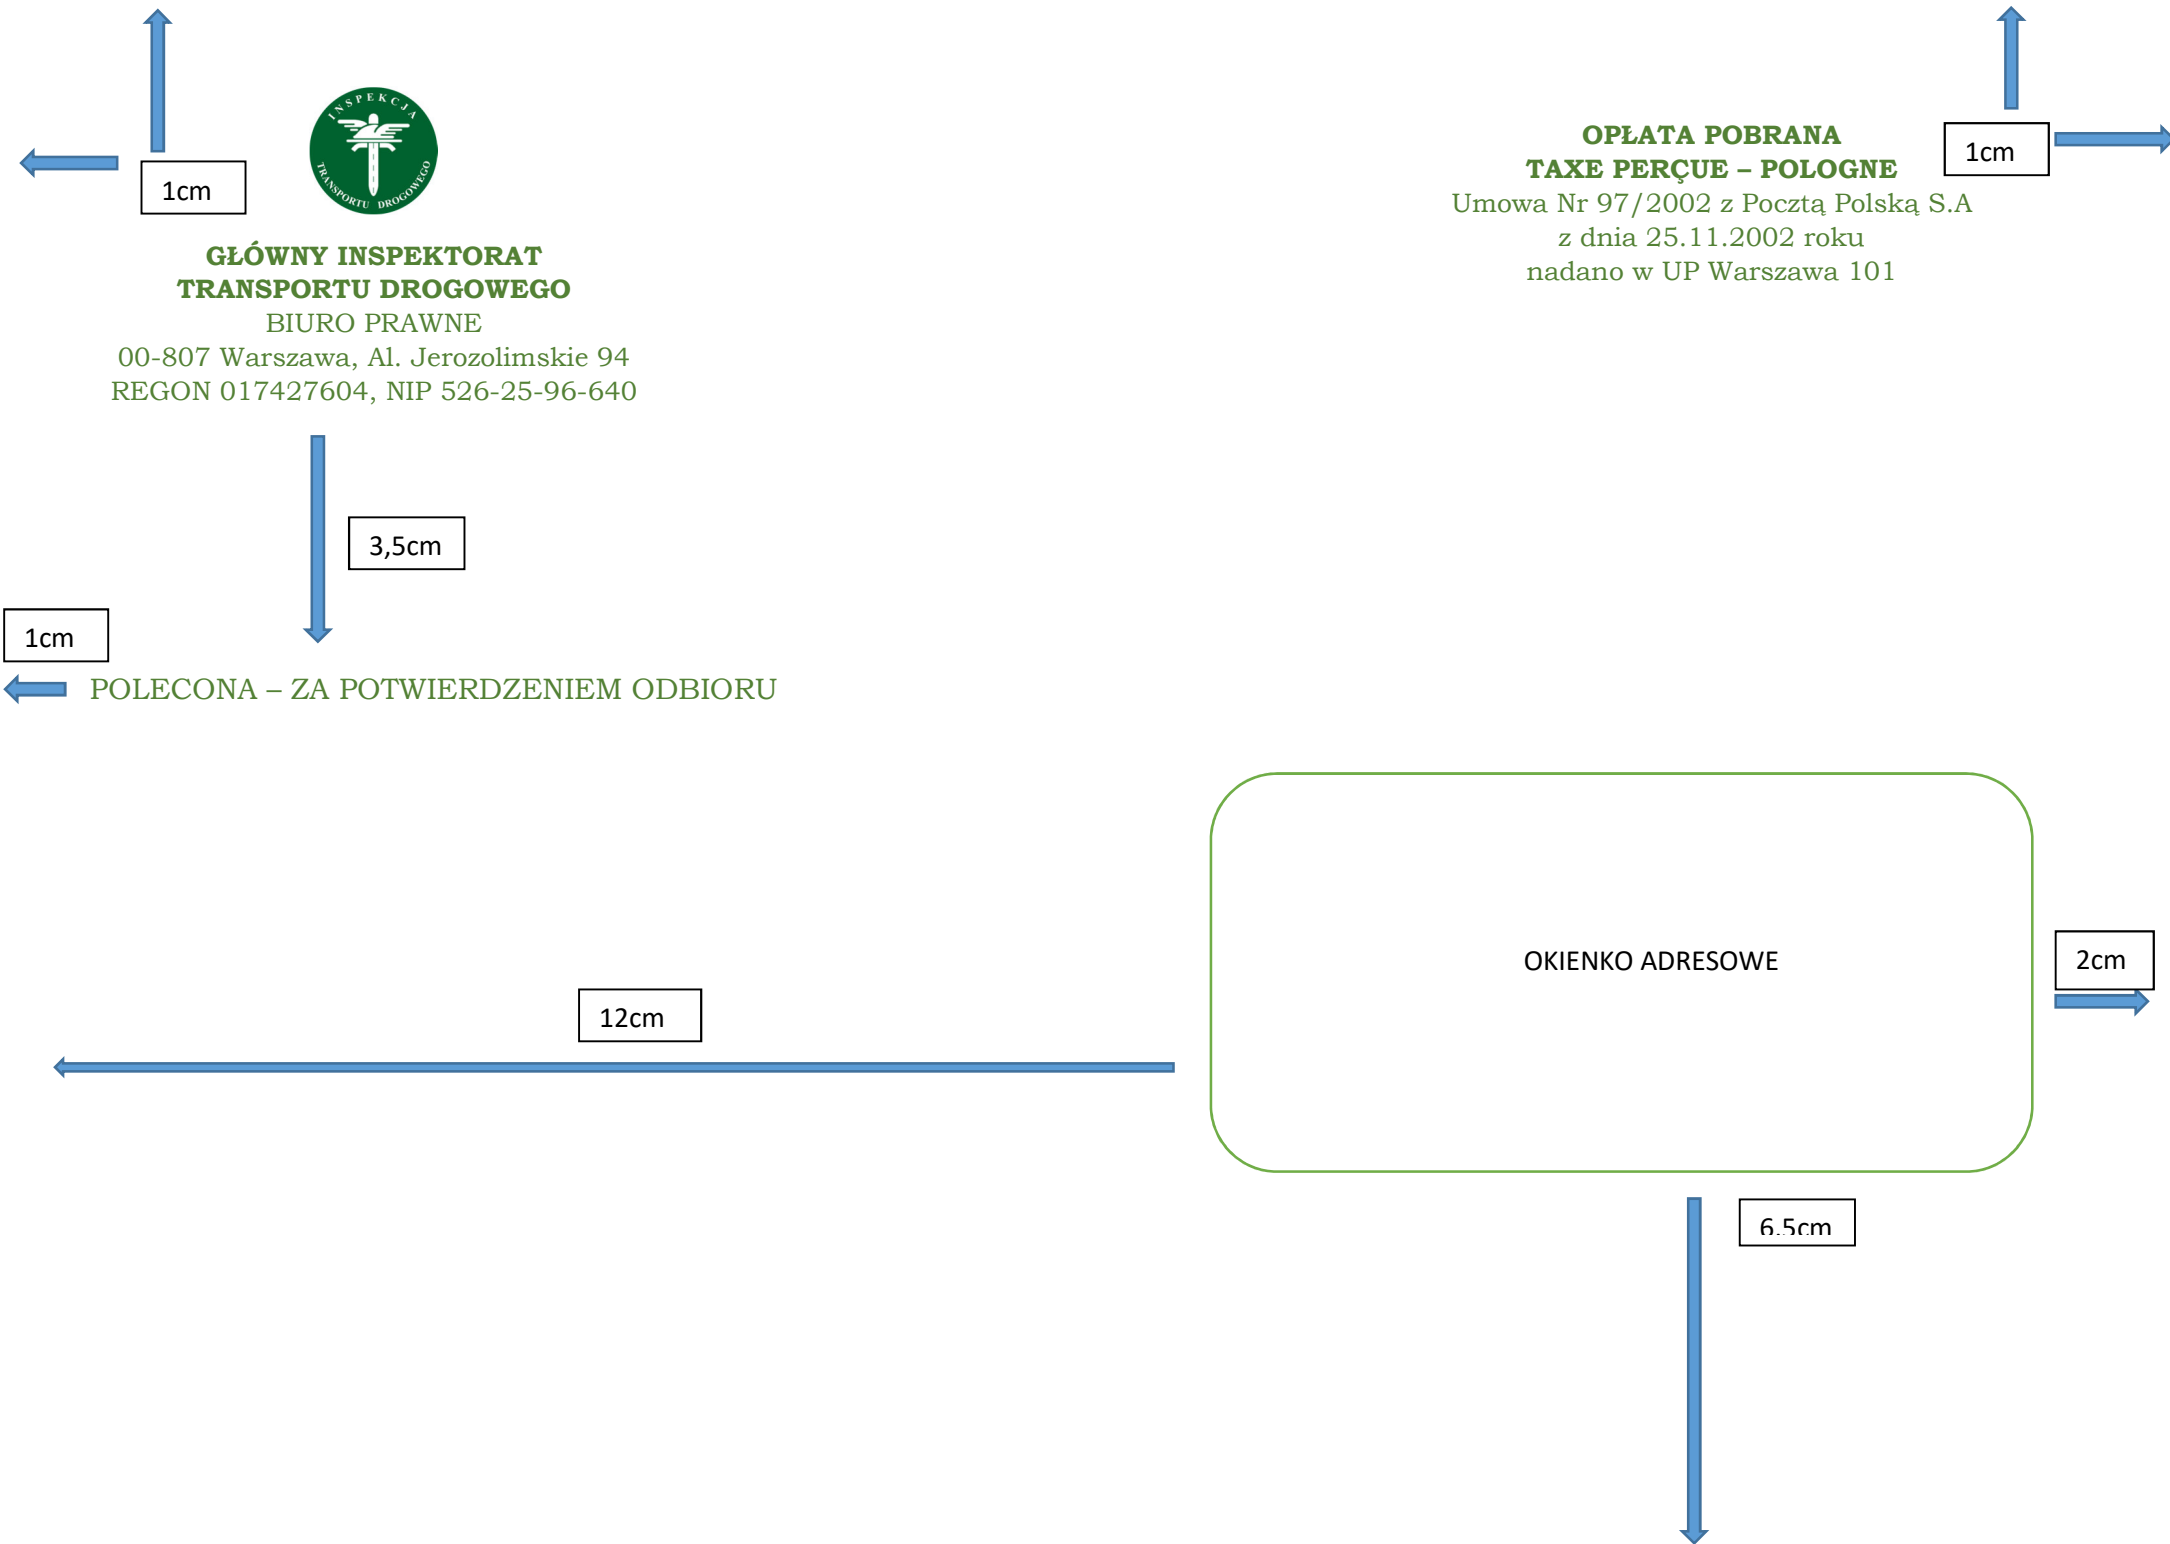 INSPEKCJA
TRANSPORTU DROGOWEGO
1cm
GŁÓWNY INSPEKTORAT
TRANSPORTU DROGOWEGO
BIURO PRAWNE
00-807 Warszawa, Al. Jerozolimskie 94
REGON 017427604, NIP 526-25-96-640
OPŁATA POBRANA
TAXE PERÇUE – POLOGNE
Umowa Nr 97/2002 z Pocztą Polską S.A
z dnia 25.11.2002 roku
nadano w UP Warszawa 101
1cm
3,5cm
1cm
POLECONA – ZA POTWIERDZENIEM ODBIORU
OKIENKO ADRESOWE
2cm
12cm
6,5cm